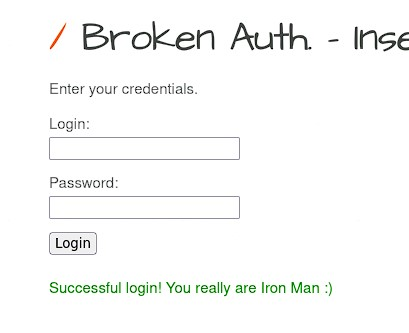 / Broken Auth. - Inse
Enter your credentials.
Login:
Password:
Login
Successful login! You really are Iron Man :)